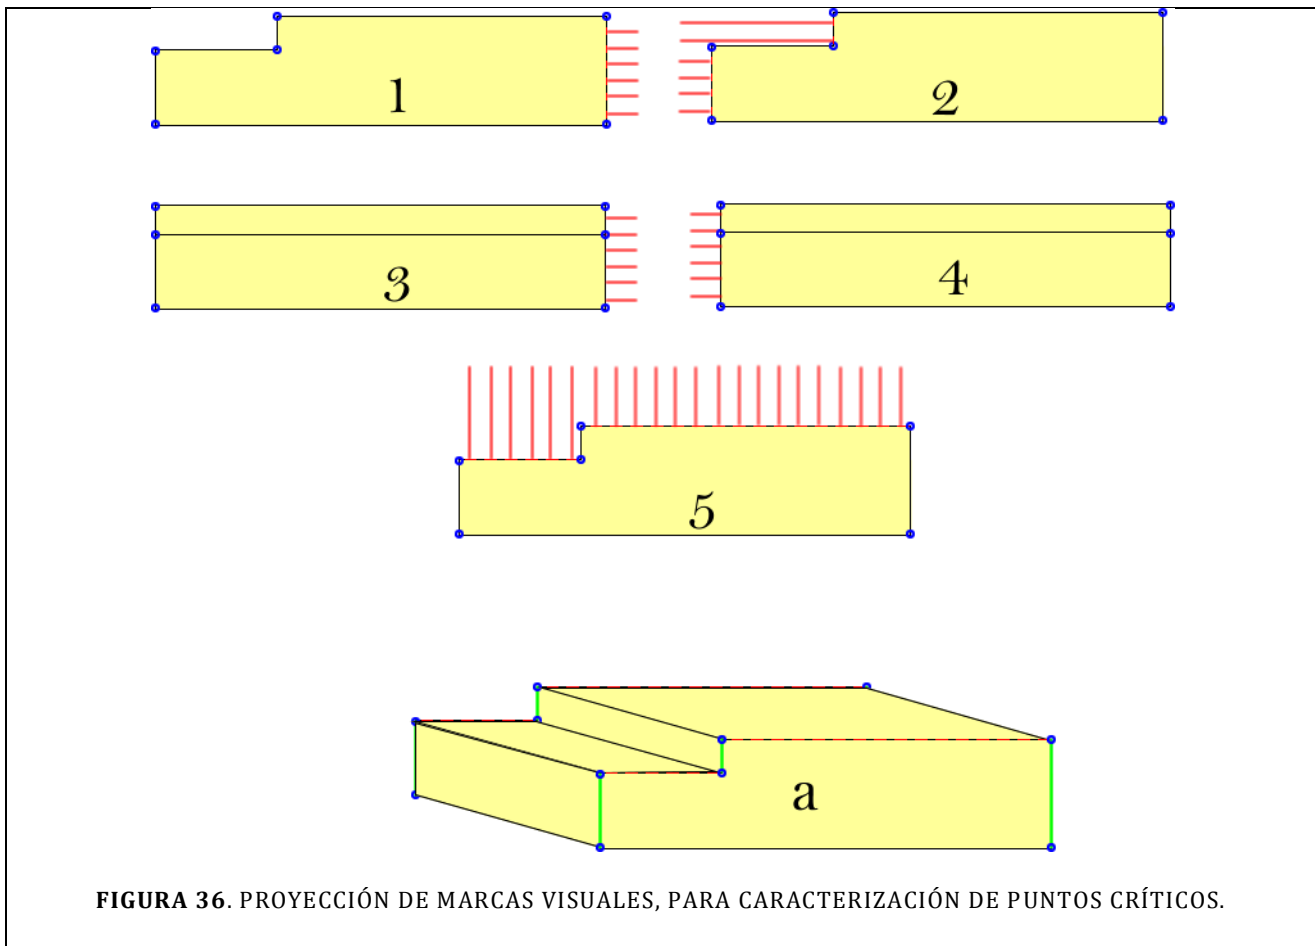 1
2
3
4
5
a
FIGURA 36. PROYECCIÓN DE MARCAS VISUALES, PARA CARACTERIZACIÓN DE PUNTOS CRÍTICOS.